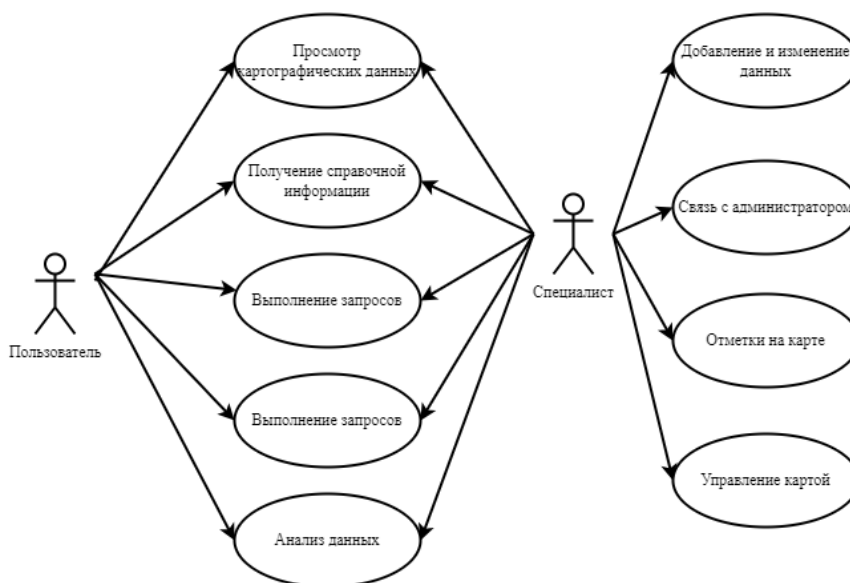 Просмотр
картографических данных
Добавление и изменение
данных
Получение справочной
информации
Связь с администратором
Выполнение запросов
Специалист
Пользователь
Отметки на карте
Выполнение запросов
Управление картой
Анализ данных